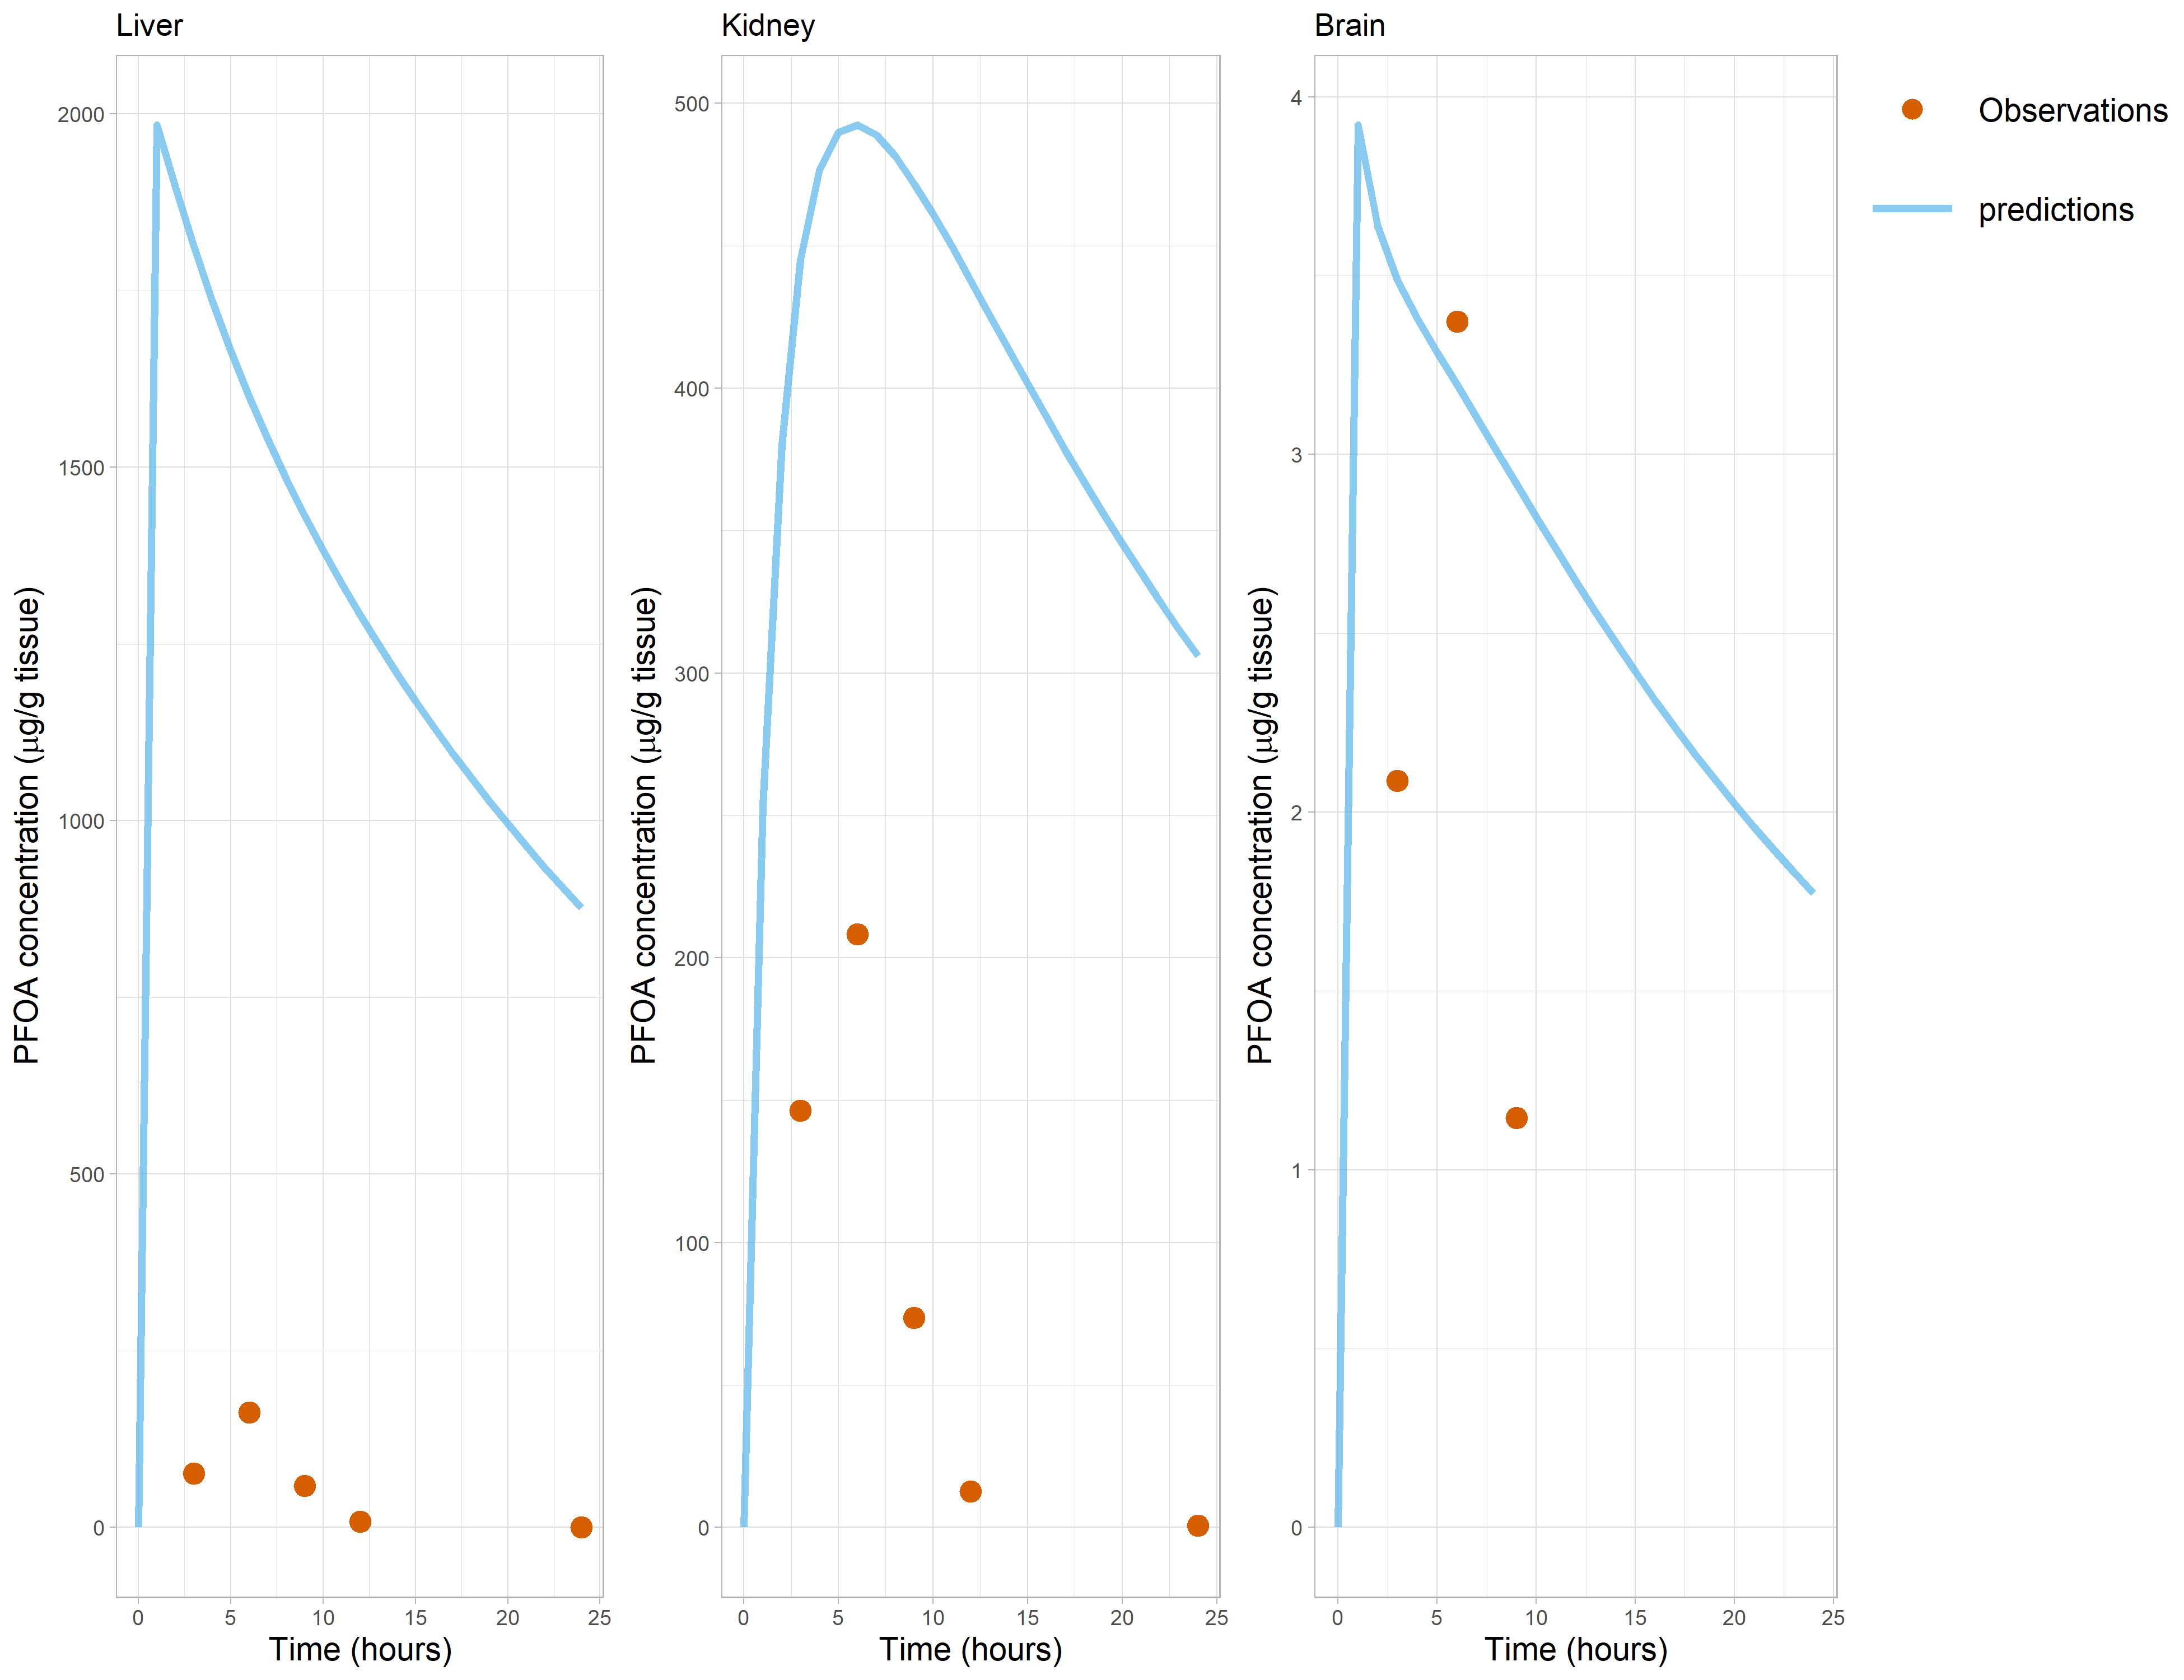 Liver
PFOA concentration (μg/g tissue)
2000
1500
1000
500
0
0 5 10 15 20 25
Time (hours)
Kidney
PFOA concentration (μg/g tissue)
500
400
300
200
100
0
0 5 10 15 20 25
Time (hours)
Brain
PFOA concentration (μg/g tissue)
4
3
2
1
0
0 5 10 15 20 25
Time (hours)
Observations
predictions